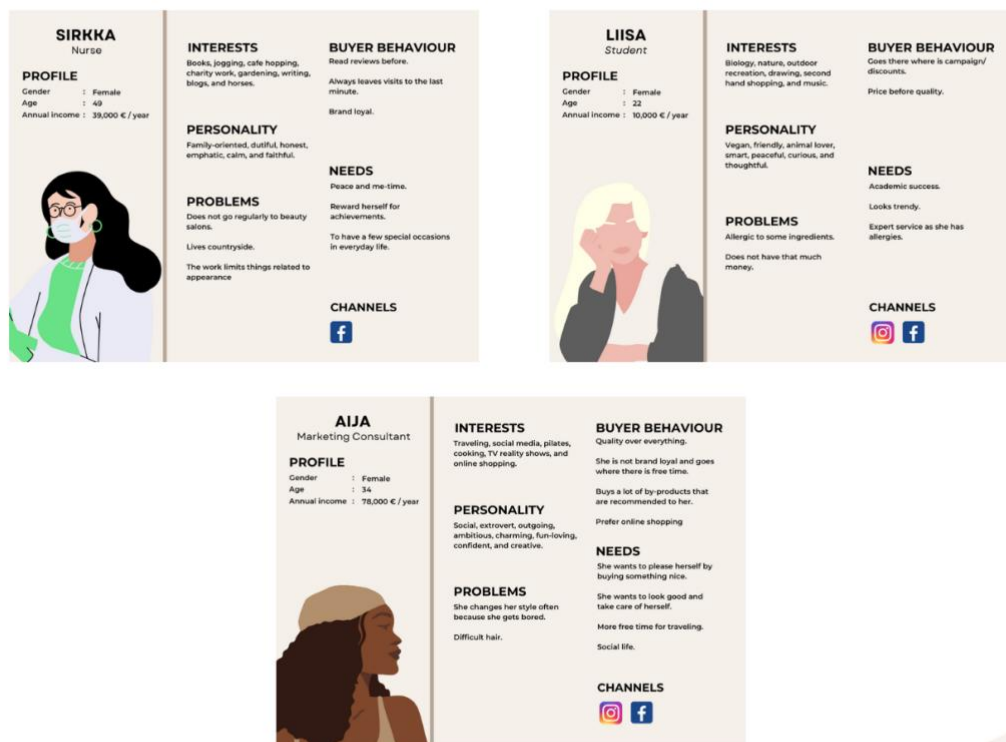 SIRKKA
Nurse
PROFILE
Gender : Female
Age : 49
Annual income : 39,000 € / year
INTERESTS
Books, jogging, cafe hopping,
charity work, gardening, writing,
blogs, and horses.
PERSONALITY
Family-oriented, dutiful, honest,
emphatic, calm, and faithful.
PROBLEMS
Does not go regularly to beauty
salons.
Lives countryside.
The work limits things related to
appearance
BUYER BEHAVIOUR
Read reviews before.
Always leaves visits to the last
minute.
Brand loyal.
NEEDS
Peace and me-time.
Reward herself for
achievements.
To have a few special occasions
in everyday life.
CHANNELS
LIISA
Student
PROFILE
Gender : Female
Age : 22
Annual income : 10,000 € / year
INTERESTS
Biology, nature, outdoor
recreation, drawing, second
hand shopping, and music.
PERSONALITY
Vegan, friendly, animal lover,
smart, peaceful, curious, and
thoughtful.
PROBLEMS
Allergic to some ingredients.
Does not have that much
money.
BUYER BEHAVIOUR
Goes there where is campaign/
discounts.
Price before quality.
NEEDS
Academic success.
Looks trendy.
Expert service as she has
allergies.
CHANNELS
AIJA
Marketing Consultant
PROFILE
Gender : Female
Age : 34
Annual income : 78,000 € / year
INTERESTS
Traveling, social media, pilates,
cooking, TV reality shows, and
online shopping.
PERSONALITY
Social, extrovert, outgoing,
ambitious, charming, fun-loving,
confident, and creative.
PROBLEMS
She changes her style often
because she gets bored.
Difficult hair.
BUYER BEHAVIOUR
Quality over everything.
She is not brand loyal and goes
where there is free time.
Buys a lot of by-products that
are recommended to her.
Prefer online shopping
NEEDS
She wants to please herself by
buying something nice.
She wants to look good and
take care of herself.
More free time for traveling.
Social life.
CHANNELS